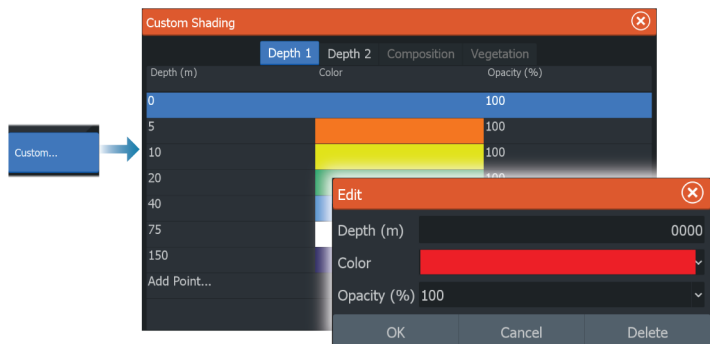 Custom Shading
Depth 1 Depth 2 Composition Vegetation
Depth (m) Color Opacity (%)
0 100
5 100
10 100
20 100
40
75
150
Add Point...
Custom...
Edit
Depth (m) 0000
Color
Opacity (%) 100
OK Cancel Delete